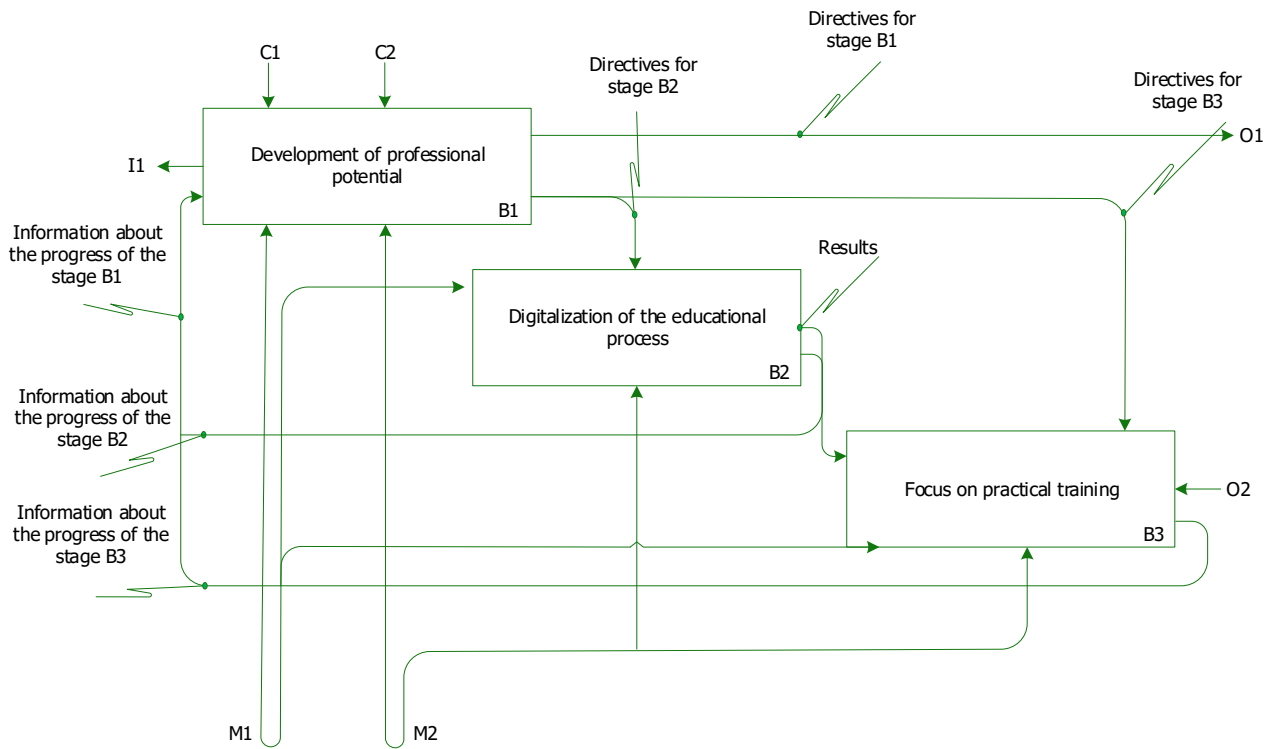 Directives for
stage B1
C1
C2
Directives for
stage B2
Directives for
stage B3
O1
I1
Development of professional
potential
B1
Information about
the progress of the
stage B1
Results
Digitalization of the educational
process
B2
Information about
the progress of the
stage B2
Focus on practical training
O2
B3
Information about
the progress of the
stage B3
M1
M2